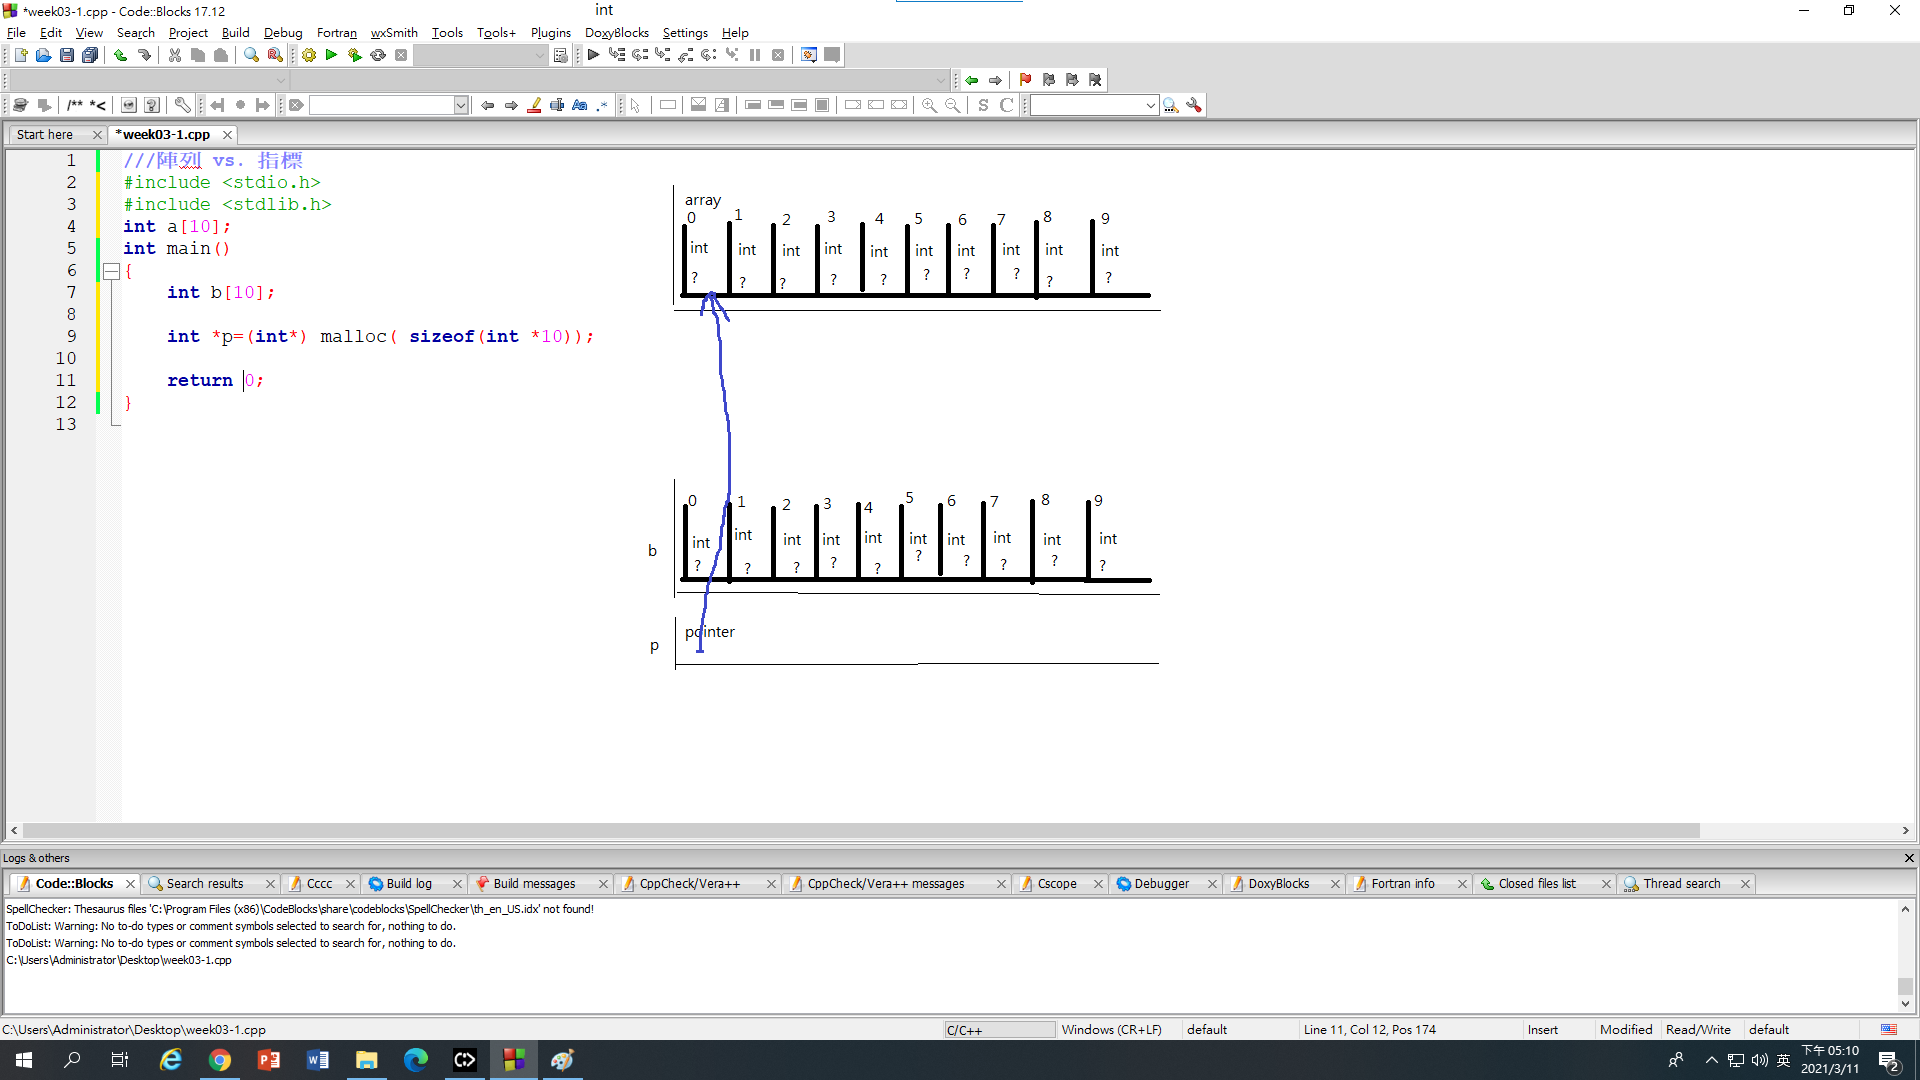 *week03-1.cpp - Code::Blocks 17.12
int
File Edit View Search Project Build Debug Fortran wxSmith Tools Tools+ Plugins DoxyBlocks Settings Help
/** *<
Aa .*
S C
Start here
*week03-1.cpp
1 ///陣列 vs. 指標
2 #include <stdio.h>
3 #include <stdlib.h>
4 int a[10];
5 int main()
6 {
7 int b[10];
8
9 int *p=(int*) malloc( sizeof(int *10));
10
11 return 0;
12 }
13
array
0 1 2 3 4 5 6 7 8 9
int int int int int int int int int int
? ? ? ? ? ? ? ? ? ?
0 1 2 3 4 5 6 7 8 9
b int int int int int int int int int int
? ? ? ? ? ? ? ? ? ?
pointer
p
Logs & others
Code::Blocks Search results Cccc Build log Build messages CppCheck/Vera++ CppCheck/Vera++ messages Cscope Debugger DoxyBlocks Fortran info Closed files list Thread search
SpellChecker: Thesaurus files 'C:\Program Files (x86)\CodeBlocks\share\codeblocks\SpellChecker\th_en_US.idx' not found!
ToDoList: Warning: No to-do types or comment symbols selected to search for, nothing to do.
ToDoList: Warning: No to-do types or comment symbols selected to search for, nothing to do.
C:\Users\Administrator\Desktop\week03-1.cpp
C:\Users\Administrator\Desktop\week03-1.cpp C/C++ Windows (CR+LF) default Line 11, Col 12, Pos 174 Insert Modified Read/Write default
英 下午 05:10
2021/3/11
2